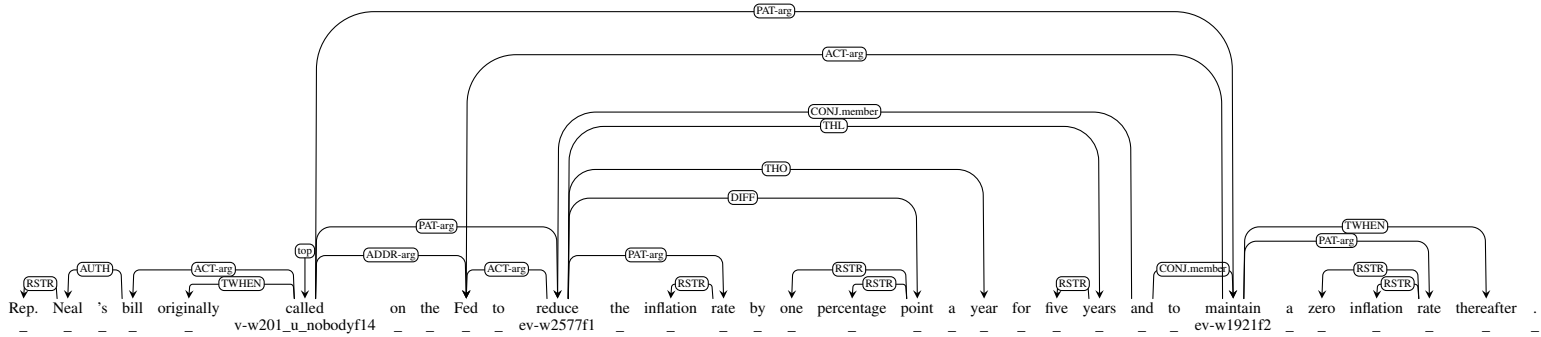 PAT-arg
ACT-arg
CONJ.member
THL
THO
DIFF
PAT-arg TWHEN
top PAT-arg
ADDR-arg PAT-arg
AUTH ACT-arg ACT-arg RSTR CONJ.member RSTR
RSTR TWHEN RSTR RSTR RSTR RSTR
Rep. Neal 's bill originally called on the Fed to reduce the inflation rate by one percentage point a year for five years and to maintain a zero inflation rate thereafter .
_ _ _ _ _ v-w201_u_nobodyf14 _ _ _ _ ev-w2577f1 _ _ _ _ _ _ _ _ _ _ _ _ _ _ ev-w1921f2 _ _ _ _ _ _